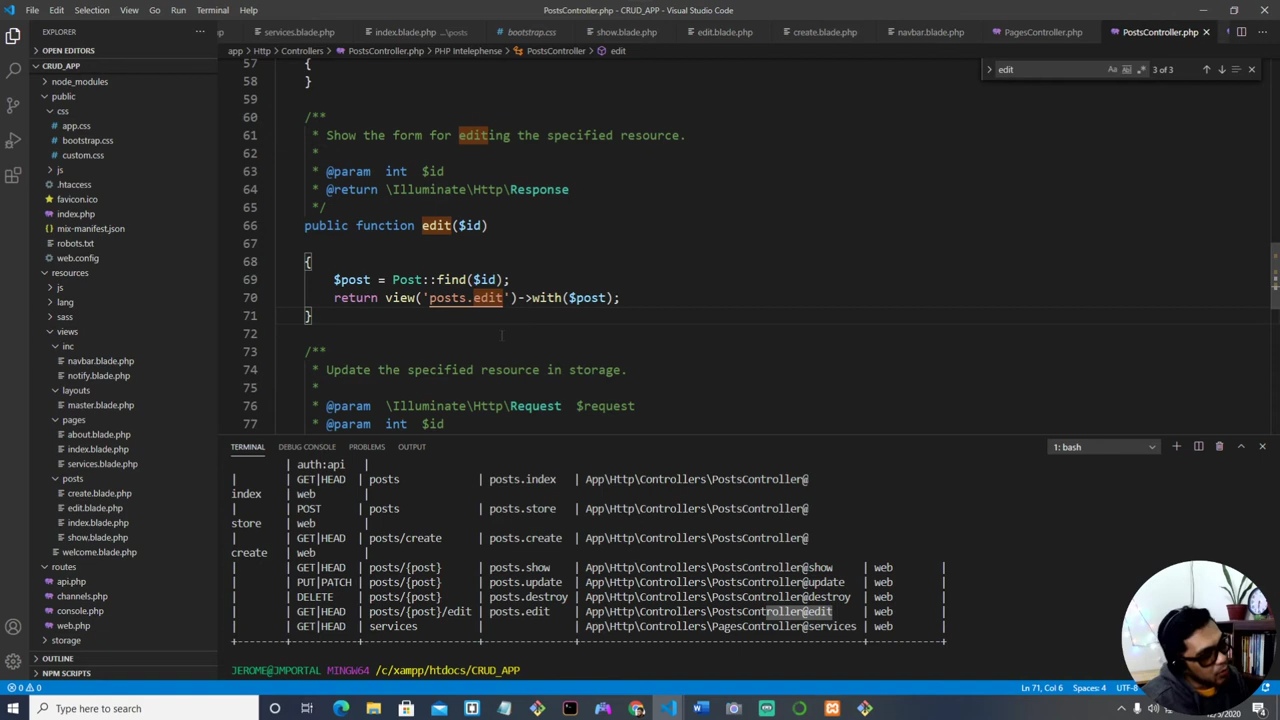 File Edit Selection View Go Run Terminal Help PostsController.php - CRUD_APP - Visual Studio Code
EXPLORER ··· services.blade.php index.blade.php ...\posts bootstrap.css show.blade.php edit.blade.php create.blade.php navbar.blade.php PagesController.php PostsController.php
OPEN EDITORS
app > Http > Controllers > PostsController.php > PHP Intelephense > PostsController > edit
CRUD_APP
node_modules
public
css
app.css
bootstrap.css
custom.css
js
.htaccess
favicon.ico
index.php
mix-manifest.json
robots.txt
web.config
resources
js
lang
sass
views
inc
navbar.blade.php
notify.blade.php
layouts
master.blade.php
pages
about.blade.php
index.blade.php
services.blade.php
posts
create.blade.php
edit.blade.php
index.blade.php
show.blade.php
welcome.blade.php
routes
api.php
channels.php
console.php
web.php
storage
OUTLINE
NPM SCRIPTS
edit Aa 3 of 3
57 {
58 }
59
60 /**
61 * Show the form for editing the specified resource.
62 *
63 * @param int $id
64 * @return \Illuminate\Http\Response
65 */
66 public function edit($id)
67
68 {
69 $post = Post::find($id);
70 return view('posts.edit')->with($post);
71 }
72
73 /**
74 * Update the specified resource in storage.
75 *
76 * @param \Illuminate\Http\Request $request
77 * @param int $id
TERMINAL DEBUG CONSOLE PROBLEMS OUTPUT 1: bash
| auth:api |
| | GET|HEAD | posts | posts.index | App\Http\Controllers\PostsController@
index | web |
| | POST | posts | posts.store | App\Http\Controllers\PostsController@
store | web |
| | GET|HEAD | posts/create | posts.create | App\Http\Controllers\PostsController@
create | web |
| | GET|HEAD | posts/{post} | posts.show | App\Http\Controllers\PostsController@show | web |
| | PUT|PATCH | posts/{post} | posts.update | App\Http\Controllers\PostsController@update | web |
| | DELETE | posts/{post} | posts.destroy | App\Http\Controllers\PostsController@destroy | web |
| | GET|HEAD | posts/{post}/edit | posts.edit | App\Http\Controllers\PostsController@edit | web |
| | GET|HEAD | services | | App\Http\Controllers\PagesController@services | web |
+--------+-----------+-------------------+---------------+-----------------------------------------------+------------+
JEROME@JMPORTAL MINGW64 /c/xampp/htdocs/CRUD_APP
0 0 Ln 71, Col 6 Spaces: 4 UTF-8
Type here to search